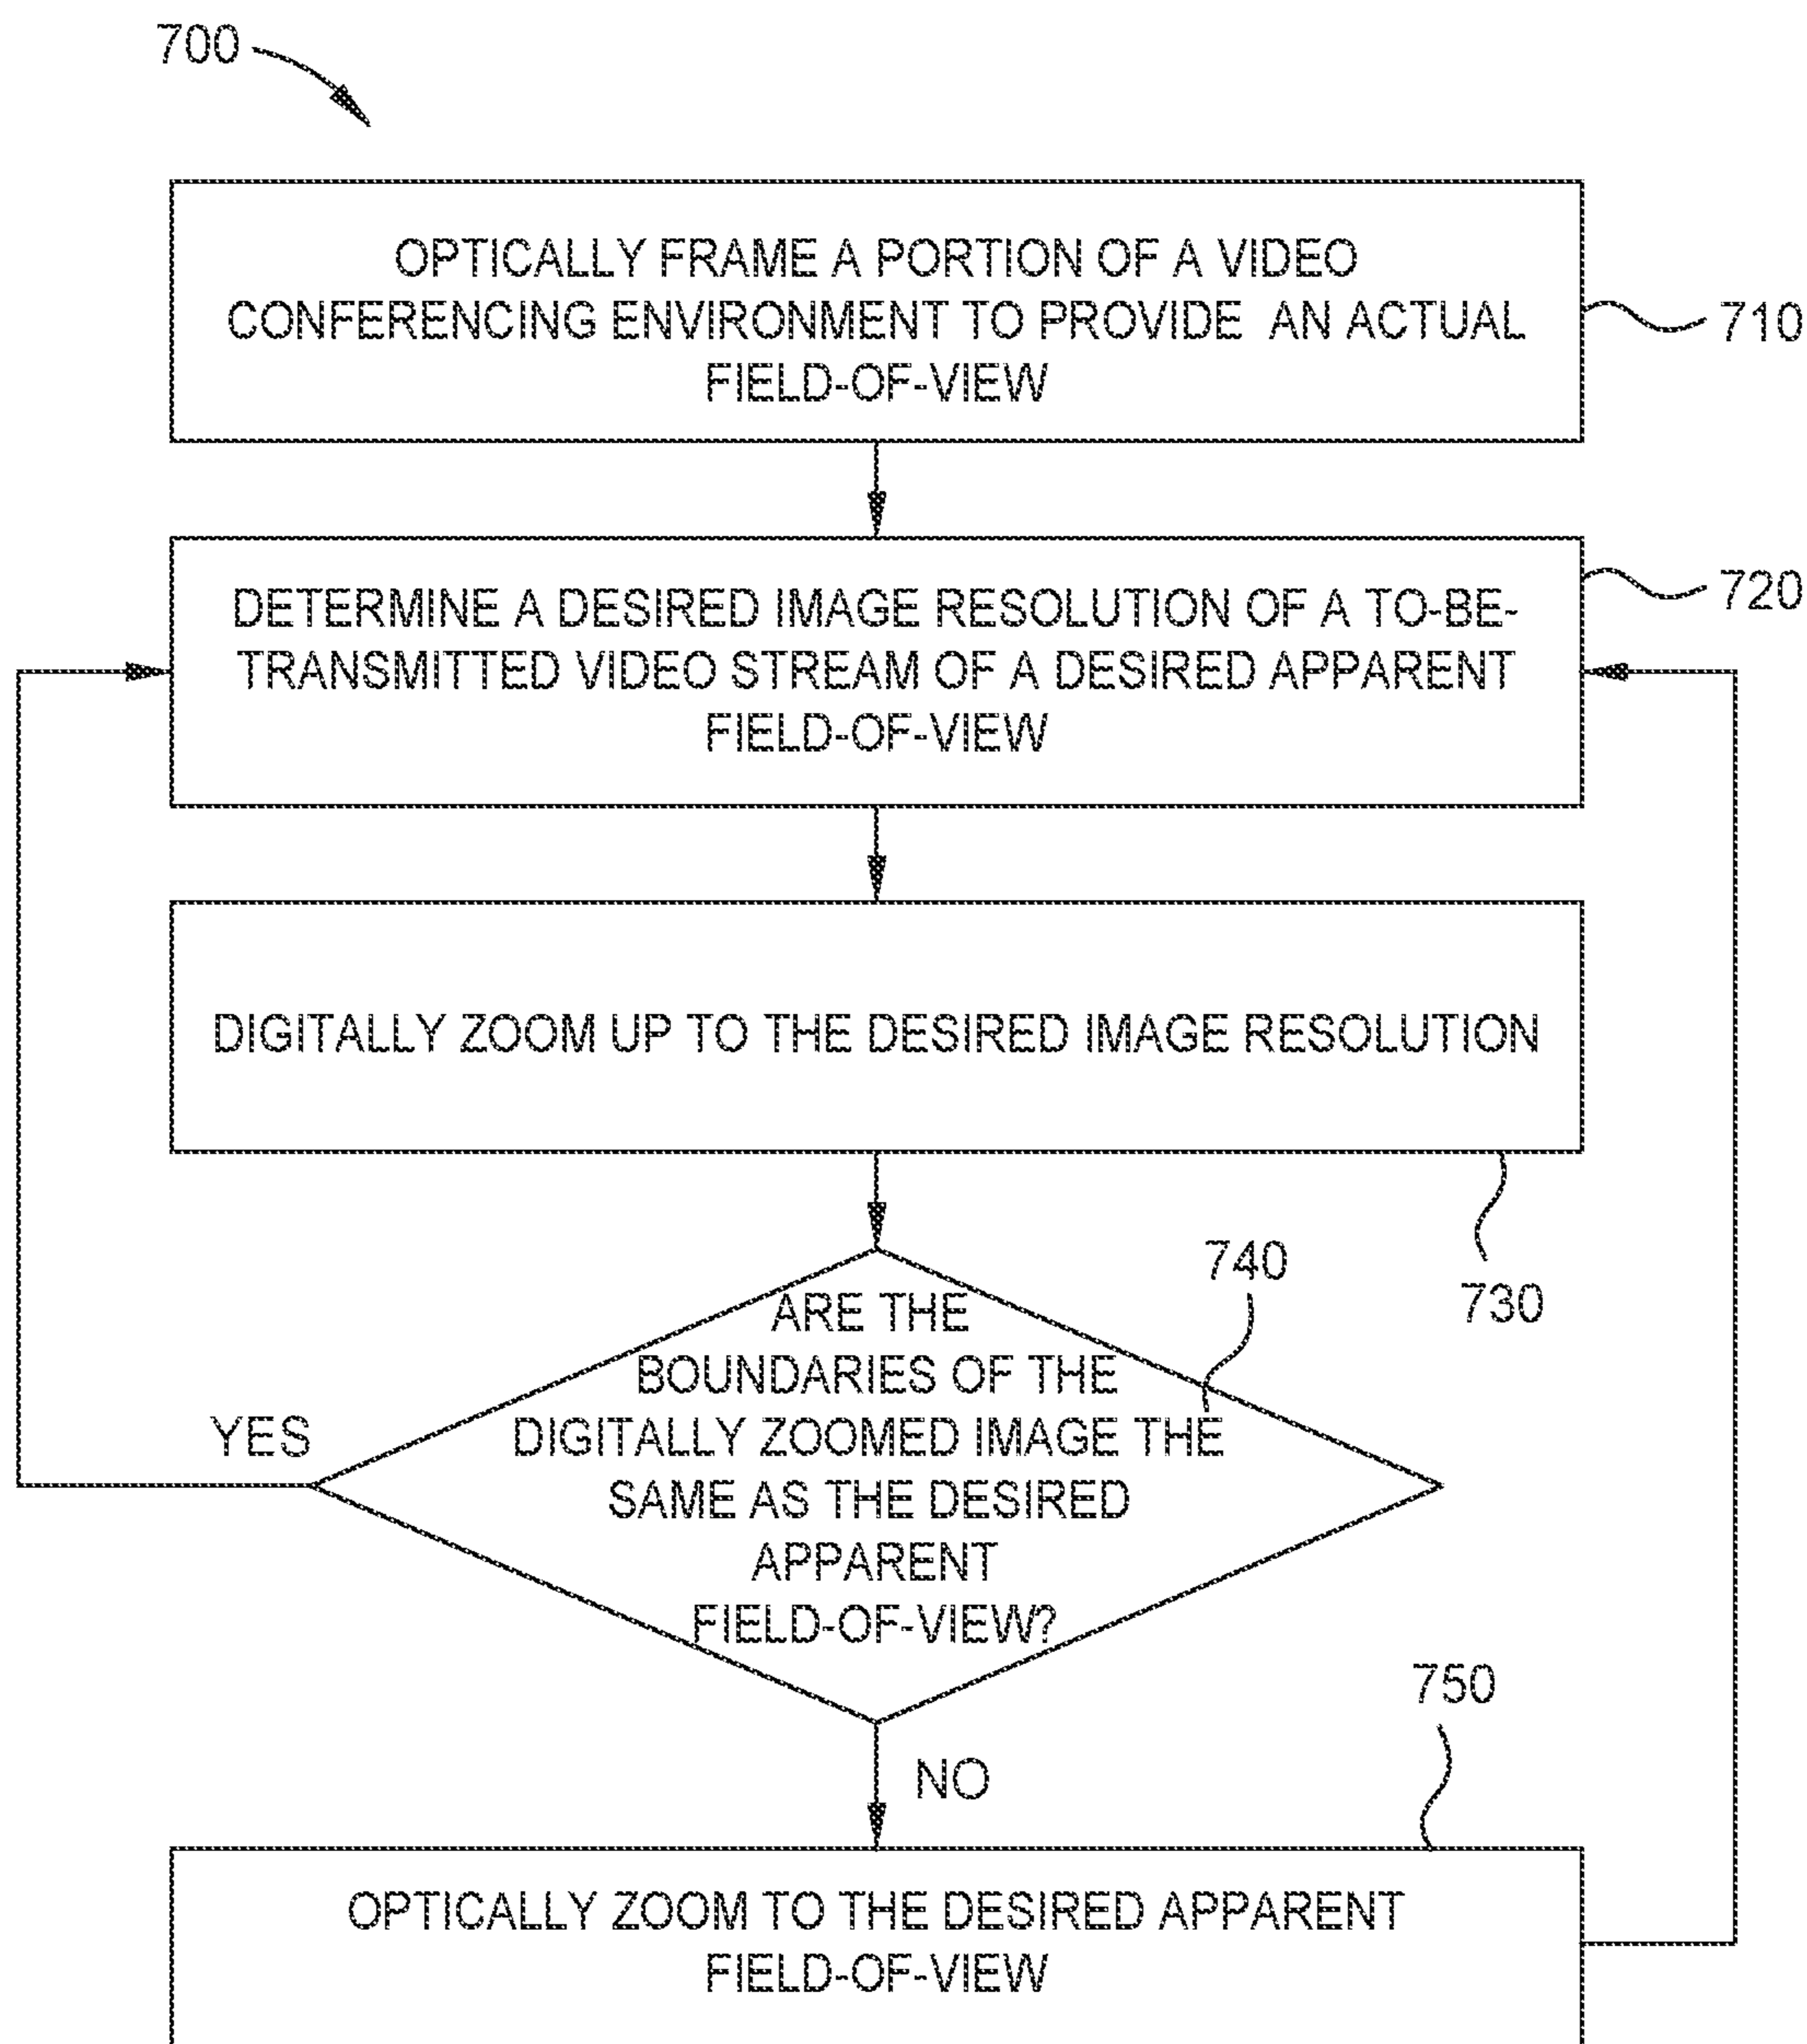 700
OPTICALLY FRAME A PORTION OF A VIDEO
CONFERENCING ENVIRONMENT TO PROVIDE AN ACTUAL
FIELD-OF-VIEW
710
DETERMINE A DESIRED IMAGE RESOLUTION OF A TO-BE-
TRANSMITTED VIDEO STREAM OF A DESIRED APPARENT
FIELD-OF-VIEW
720
DIGITALLY ZOOM UP TO THE DESIRED IMAGE RESOLUTION
730
740
ARE THE
BOUNDARIES OF THE
DIGITALLY ZOOMED IMAGE THE
SAME AS THE DESIRED
APPARENT
FIELD-OF-VIEW?
YES
NO
750
OPTICALLY ZOOM TO THE DESIRED APPARENT
FIELD-OF-VIEW